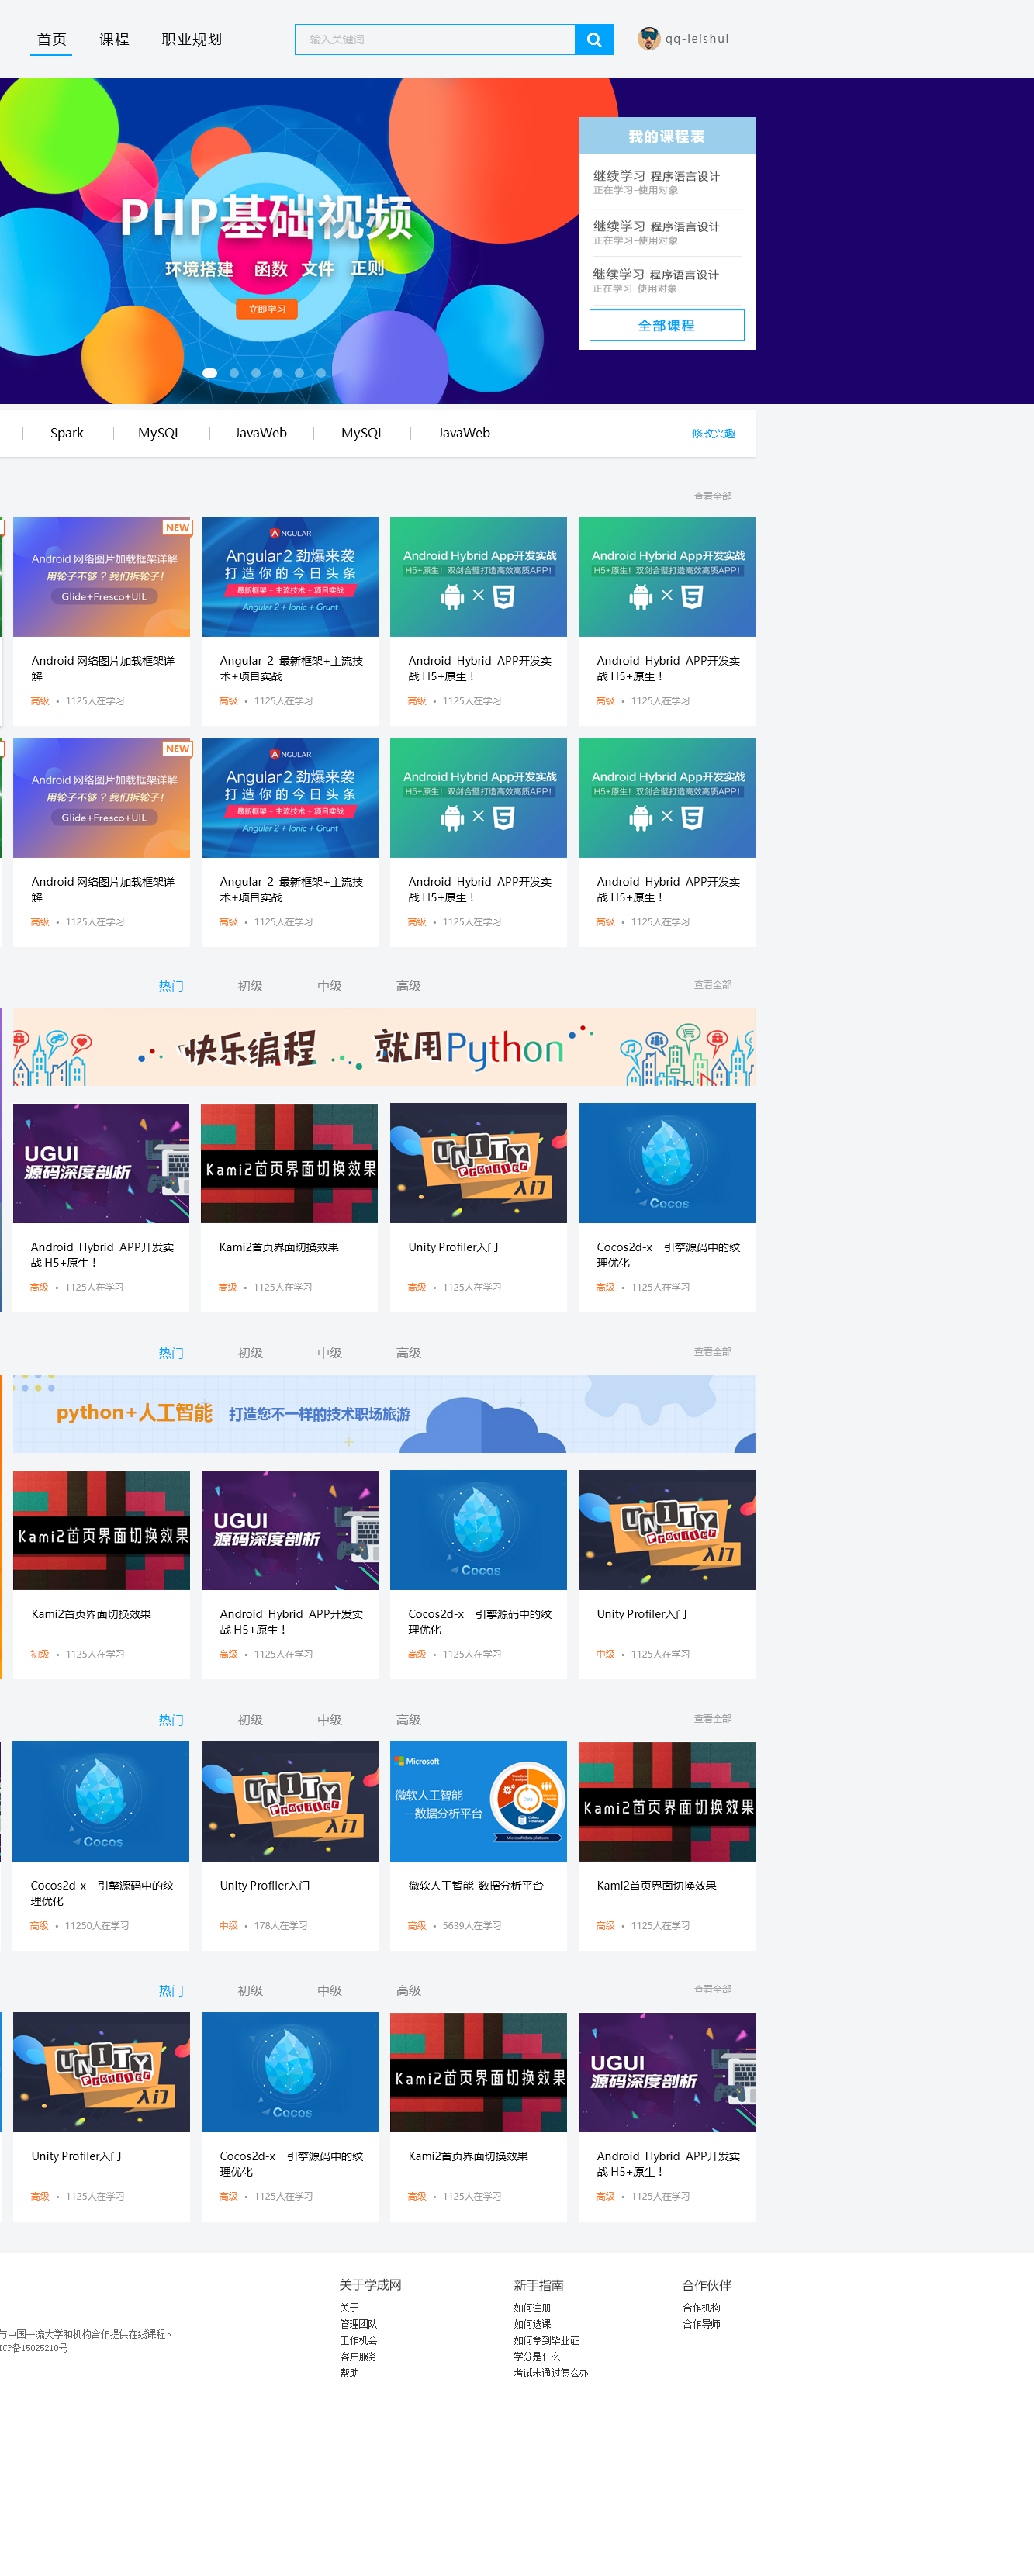 首页 课程 职业规划 输入关键词 qq-leishui
PHP基础视频
环境搭建 函数 文件 正则
立即学习
我的课程表
继续学习 程序语言设计
正在学习-使用对象
继续学习 程序语言设计
正在学习-使用对象
继续学习 程序语言设计
正在学习-使用对象
全部课程
Spark MySQL JavaWeb MySQL JavaWeb 修改兴趣
查看全部
NEW
Android 网络图片加载框架详解
用轮子不够？我们拆轮子！
Glide+Fresco+UIL
Android 网络图片加载框架详
解
高级 • 1125人在学习
ANGULAR
Angular 2 劲爆来袭
打造你的今日头条
最新框架 + 主流技术 + 项目实战
Angular 2 + Ionic + Grunt
Angular 2 最新框架+主流技
术+项目实战
高级 • 1125人在学习
Android Hybrid App开发实战
H5+原生！双剑合璧打造高效高质APP！
Android Hybrid APP开发实
战 H5+原生！
高级 • 1125人在学习
Android Hybrid App开发实战
H5+原生！双剑合璧打造高效高质APP！
Android Hybrid APP开发实
战 H5+原生！
高级 • 1125人在学习
NEW
Android 网络图片加载框架详解
用轮子不够？我们拆轮子！
Glide+Fresco+UIL
Android 网络图片加载框架详
解
高级 • 1125人在学习
ANGULAR
Angular 2 劲爆来袭
打造你的今日头条
最新框架 + 主流技术 + 项目实战
Angular 2 + Ionic + Grunt
Angular 2 最新框架+主流技
术+项目实战
高级 • 1125人在学习
Android Hybrid App开发实战
H5+原生！双剑合璧打造高效高质APP！
Android Hybrid APP开发实
战 H5+原生！
高级 • 1125人在学习
Android Hybrid App开发实战
H5+原生！双剑合璧打造高效高质APP！
Android Hybrid APP开发实
战 H5+原生！
高级 • 1125人在学习
热门 初级 中级 高级 查看全部
快乐编程 就用Python
UGUI
源码深度剖析
Android Hybrid APP开发实
战 H5+原生！
高级 • 1125人在学习
Kami2首页界面切换效果
Kami2首页界面切换效果
高级 • 1125人在学习
UNITY
Profiler
入门
Unity Profiler入门
高级 • 1125人在学习
Cocos
Cocos2d-x 引擎源码中的纹
理优化
高级 • 1125人在学习
热门 初级 中级 高级 查看全部
python+人工智能 打造您不一样的技术职场旅游
Kami2首页界面切换效果
Kami2首页界面切换效果
初级 • 1125人在学习
UGUI
源码深度剖析
Android Hybrid APP开发实
战 H5+原生！
高级 • 1125人在学习
Cocos
Cocos2d-x 引擎源码中的纹
理优化
高级 • 1125人在学习
UNITY
Profiler
入门
Unity Profiler入门
中级 • 1125人在学习
热门 初级 中级 高级 查看全部
Cocos
Cocos2d-x 引擎源码中的纹
理优化
高级 • 11250人在学习
UNITY
Profiler
入门
Unity Profiler入门
中级 • 178人在学习
Microsoft
微软人工智能
--数据分析平台
Data
Microsoft data platform
微软人工智能-数据分析平台
高级 • 5639人在学习
Kami2首页界面切换效果
Kami2首页界面切换效果
高级 • 1125人在学习
热门 初级 中级 高级 查看全部
UNITY
Profiler
入门
Unity Profiler入门
高级 • 1125人在学习
Cocos
Cocos2d-x 引擎源码中的纹
理优化
高级 • 1125人在学习
Kami2首页界面切换效果
Kami2首页界面切换效果
高级 • 1125人在学习
UGUI
源码深度剖析
Android Hybrid APP开发实
战 H5+原生！
高级 • 1125人在学习
与中国一流大学和机构合作提供在线课程。
ICP备15025210号
关于学成网
关于
管理团队
工作机会
客户服务
帮助
新手指南
如何注册
如何选课
如何拿到毕业证
学分是什么
考试未通过怎么办
合作伙伴
合作机构
合作导师